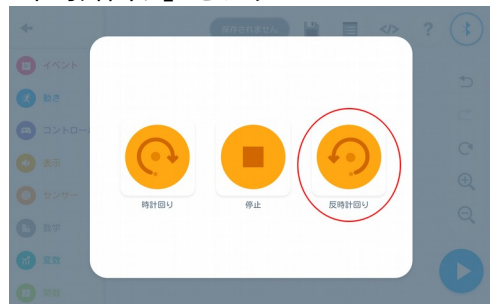 保存されません
</>
?
イベント
動き
コントロール
表示
センサー
数学
変数
時計回り
停止
反時計回り